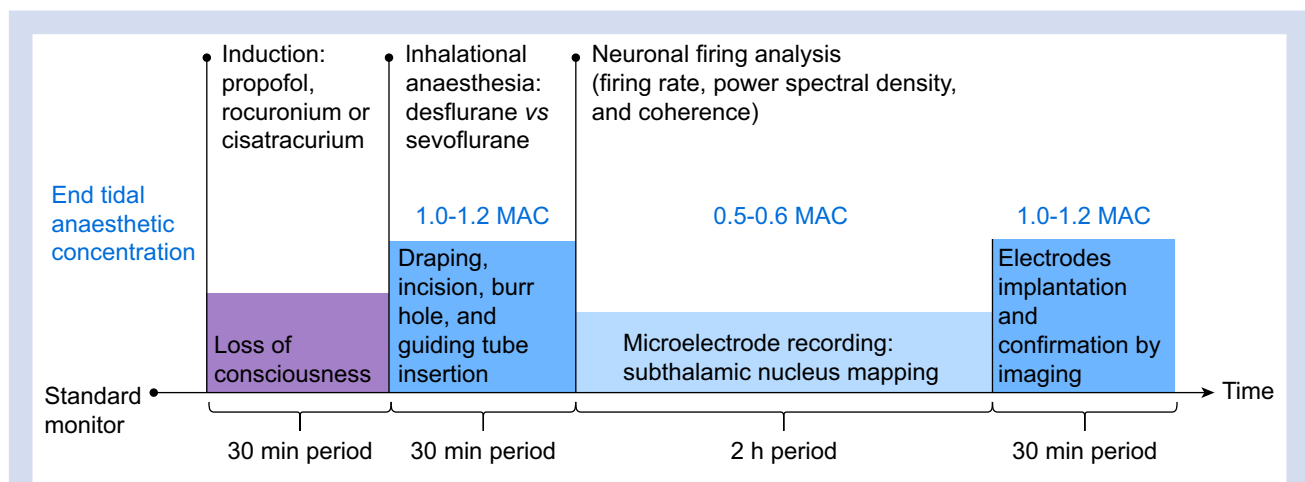 Induction:
propofol,
rocuronium or
cisatracurium
Inhalational
anaesthesia:
desflurane vs
sevoflurane
Neuronal firing analysis
(firing rate, power spectral density,
and coherence)
End tidal
anaesthetic
concentration
1.0-1.2 MAC
0.5-0.6 MAC
1.0-1.2 MAC
Loss of
consciousness
Draping,
incision, burr
hole, and
guiding tube
insertion
Microelectrode recording:
subthalamic nucleus mapping
Electrodes
implantation
and
confirmation by
imaging
Standard
monitor
Time
30 min period
30 min period
2 h period
30 min period